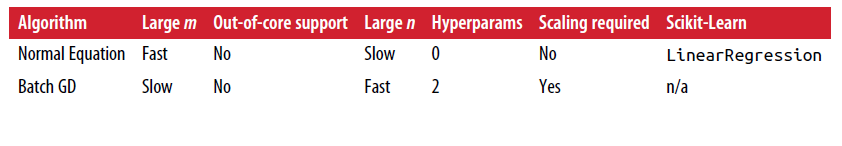 Algorithm Large m Out-of-core support Large n Hyperparams Scaling required Scikit-Learn
Normal Equation Fast No Slow 0 No LinearRegression
Batch GD Slow No Fast 2 Yes n/a